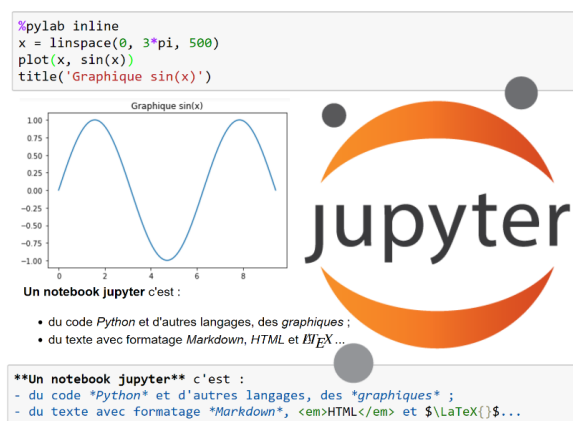 %pylab inline
x = linspace(0, 3*pi, 500)
plot(x, sin(x))
title('Graphique sin(x)')
Graphique sin(x)
1.00
0.75
0.50
0.25
0.00
−0.25
−0.50
−0.75
−1.00
0 2 4 6 8
jupyter
Un notebook jupyter c'est :
• du code Python et d'autres langages, des graphiques ;
• du texte avec formatage Markdown, HTML et LATEX...
**Un notebook jupyter** c'est :
- du code *Python* et d'autres langages, des *graphiques* ;
- du texte avec formatage *Markdown*, <em>HTML</em> et $\LaTeX{}$...